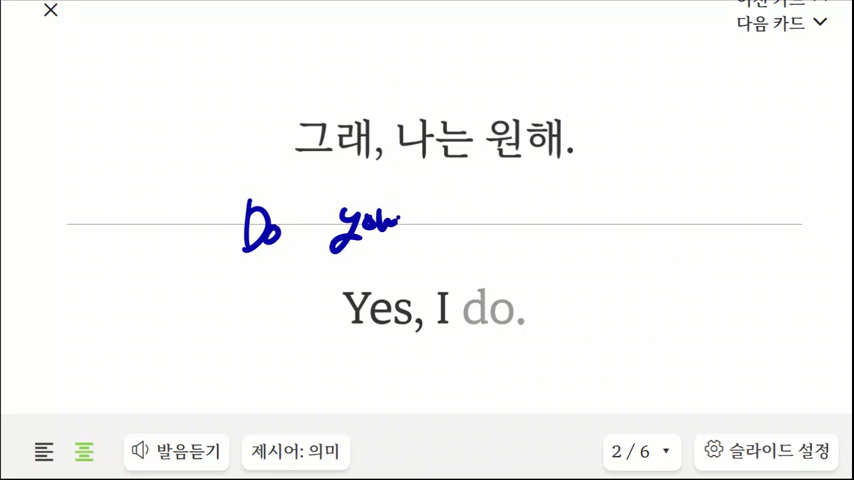 다음 카드
그래, 나는 원해.
Do you
Yes, I do.
발음듣기
제시어: 의미
2 / 6
슬라이드 설정